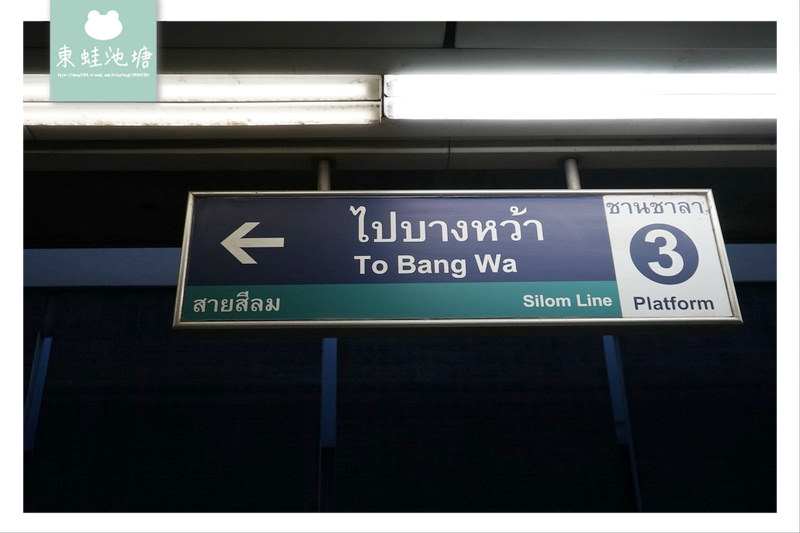 東蛙池塘
ไปบางหว้า
To Bang Wa
สายสีลม
Silom Line
ชานชาลา
3
Platform